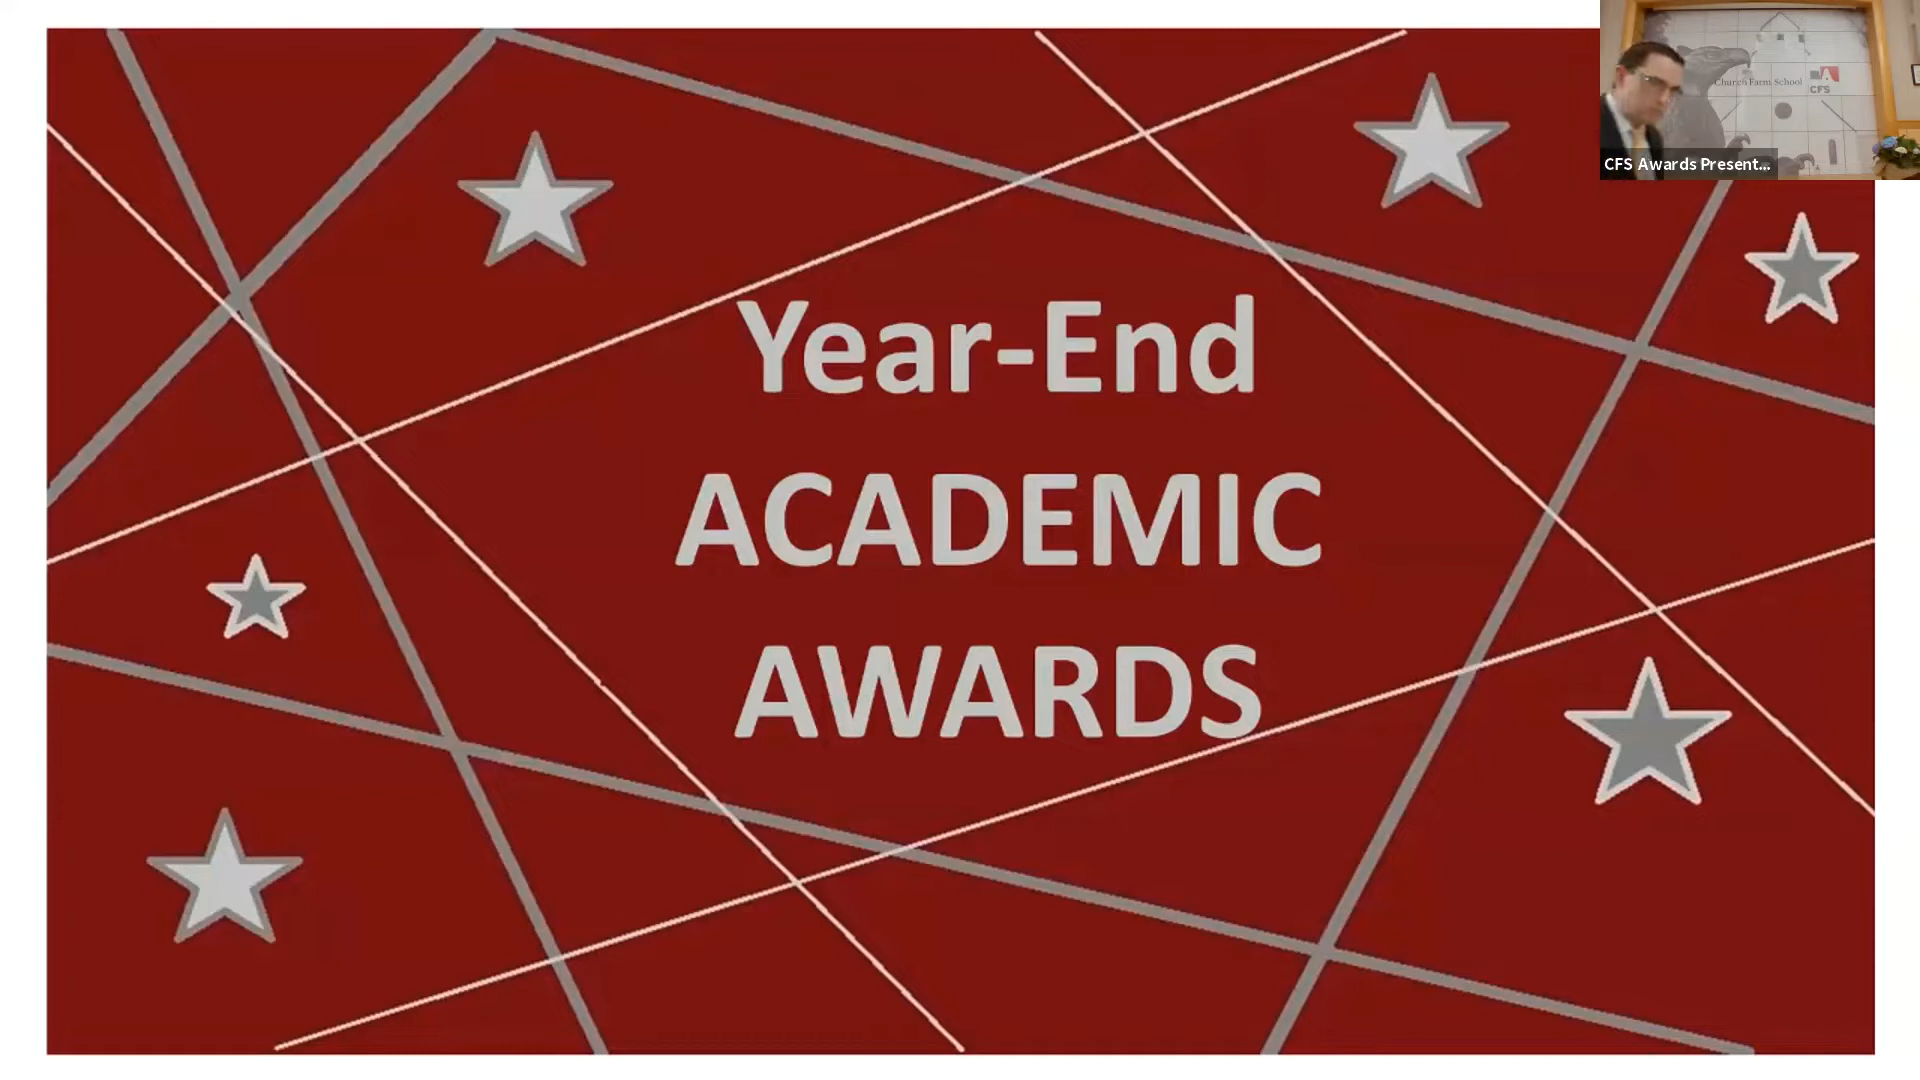 Year-End
ACADEMIC
AWARDS
Church Farm School
CFS
CFS Awards Present...